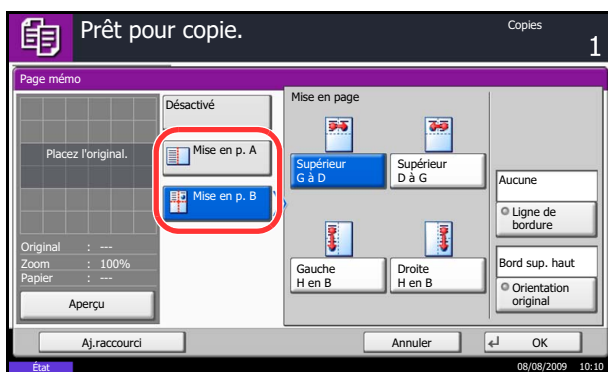 Prêt pour copie.
Copies
1
Page mémo
Placez l'original.
Original : ---
Zoom : 100%
Papier : ---
Aperçu
Désactivé
Mise en p. A
Mise en p. B
Mise en page
Supérieur
G à D
Supérieur
D à G
Gauche
H en B
Droite
H en B
Aucune
Ligne de
bordure
Bord sup. haut
Orientation
original
Aj.raccourci
Annuler
OK
État
08/08/2009 10:10